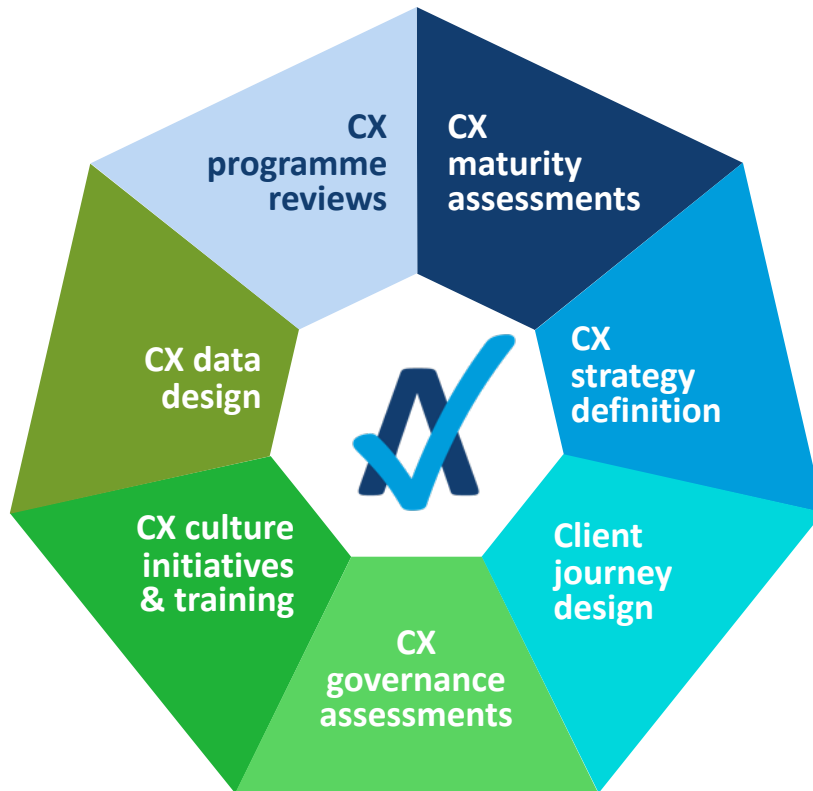 CX
programme
reviews
CX
maturity
assessments
CX
strategy
definition
Client
journey
design
CX
governance
assessments
CX culture
initiatives
& training
CX data
design